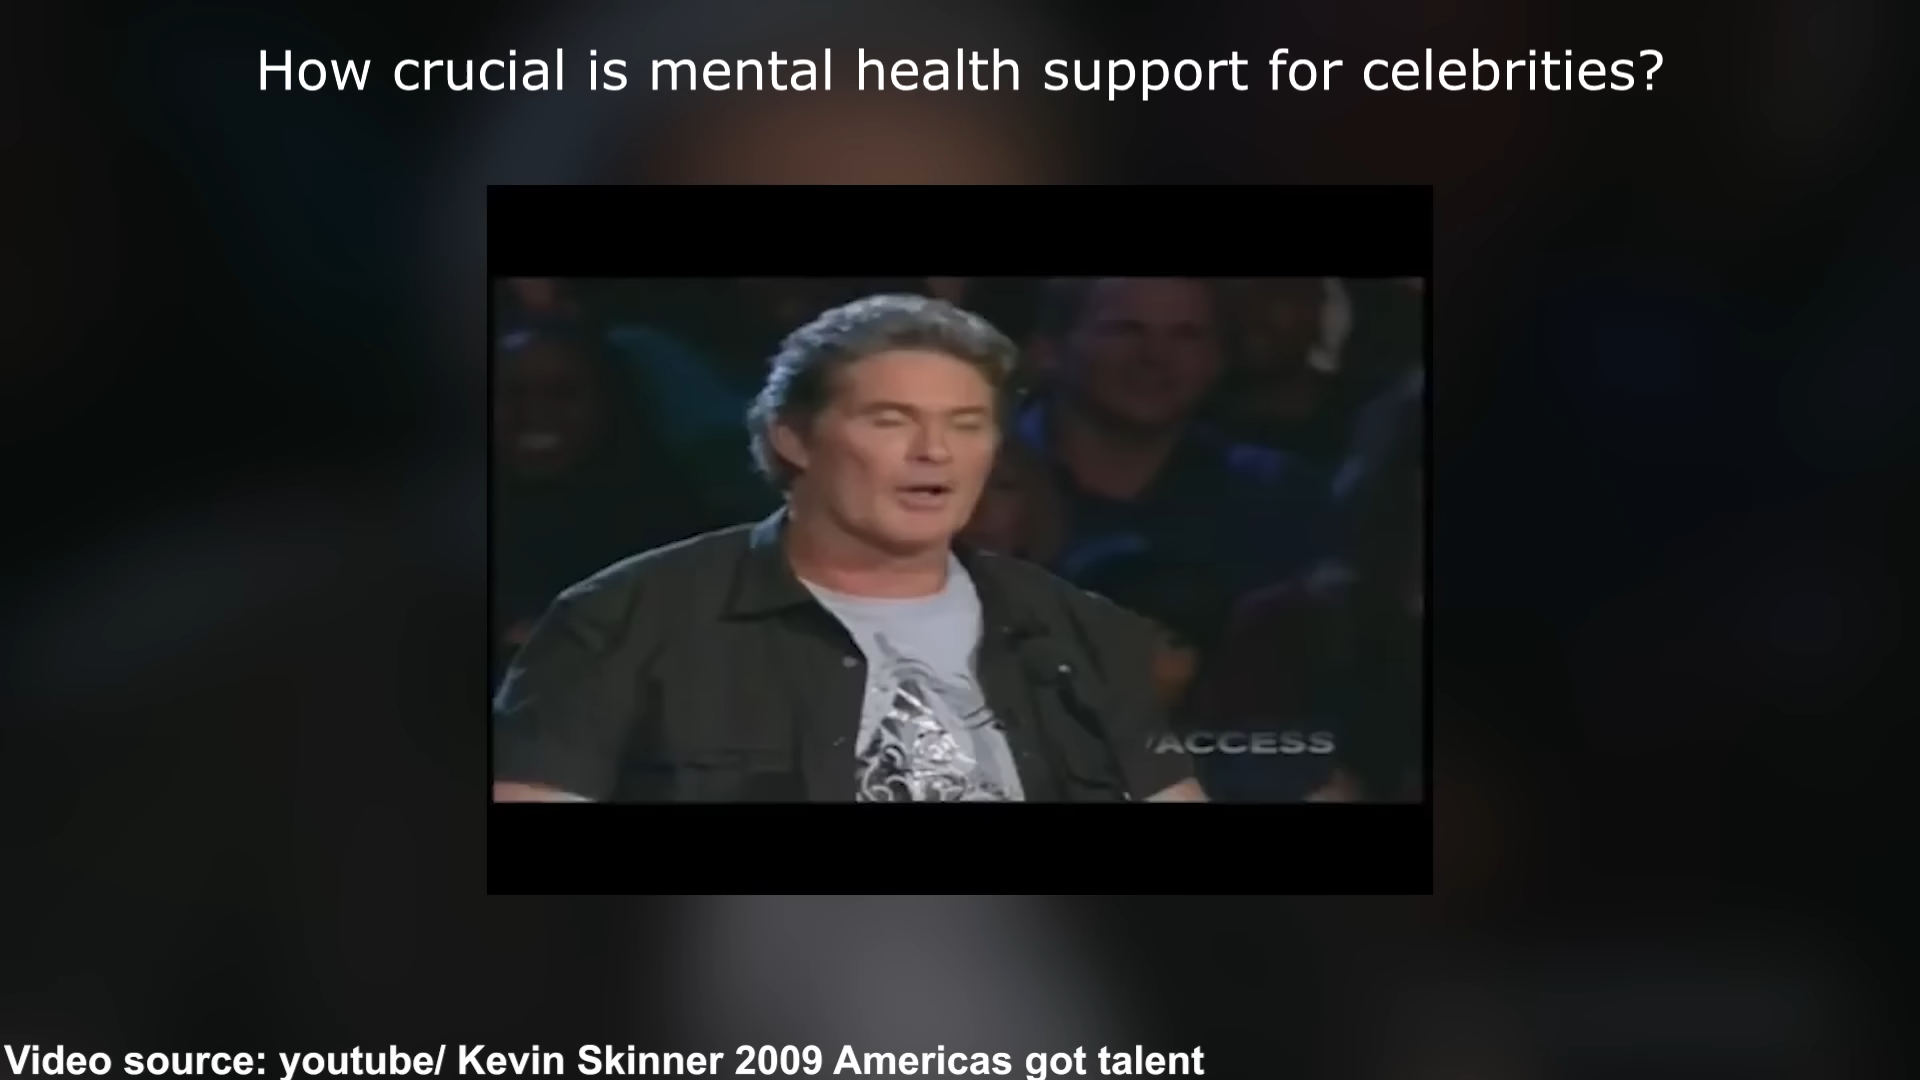 How crucial is mental health support for celebrities?
ACCESS
Video source: youtube/ Kevin Skinner 2009 Americas got talent